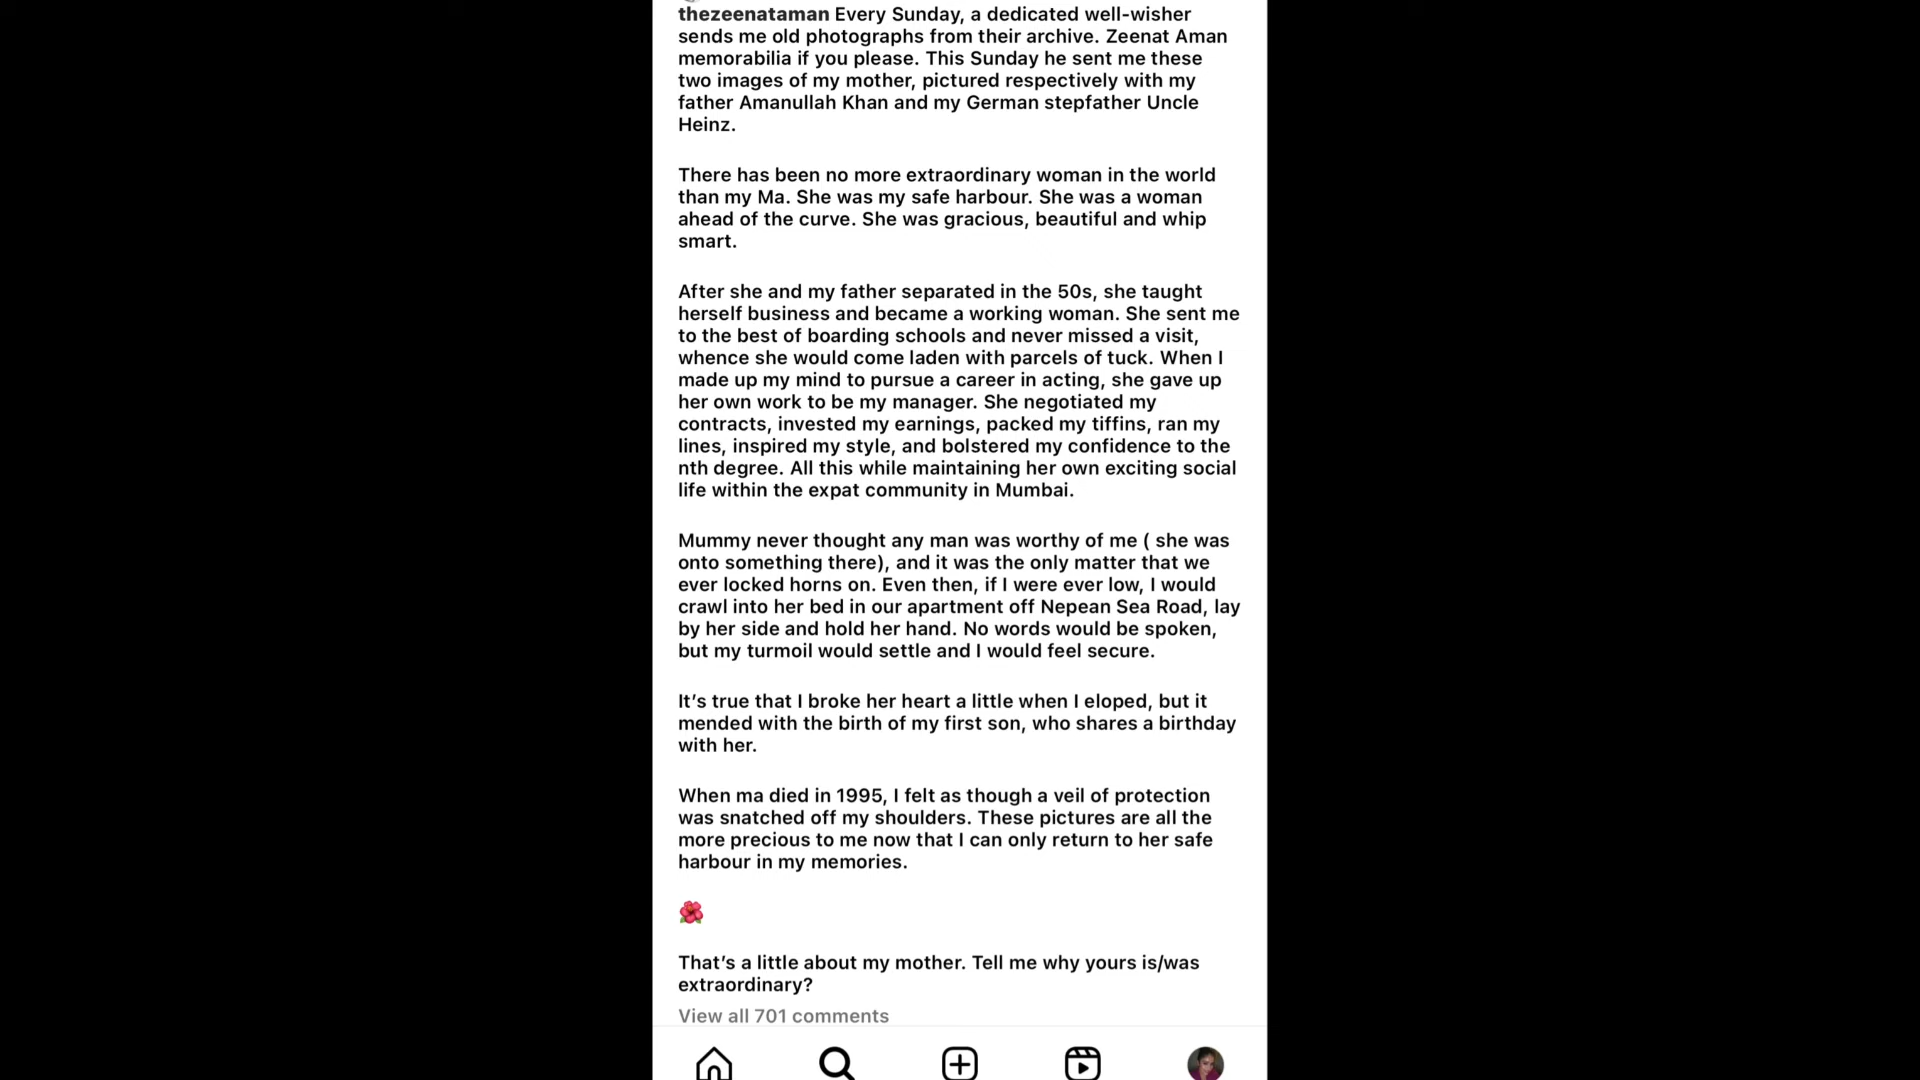 thezeenataman Every Sunday, a dedicated well-wisher
sends me old photographs from their archive. Zeenat Aman
memorabilia if you please. This Sunday he sent me these
two images of my mother, pictured respectively with my
father Amanullah Khan and my German stepfather Uncle
Heinz.
There has been no more extraordinary woman in the world
than my Ma. She was my safe harbour. She was a woman
ahead of the curve. She was gracious, beautiful and whip
smart.
After she and my father separated in the 50s, she taught
herself business and became a working woman. She sent me
to the best of boarding schools and never missed a visit,
whence she would come laden with parcels of tuck. When I
made up my mind to pursue a career in acting, she gave up
her own work to be my manager. She negotiated my
contracts, invested my earnings, packed my tiffins, ran my
lines, inspired my style, and bolstered my confidence to the
nth degree. All this while maintaining her own exciting social
life within the expat community in Mumbai.
Mummy never thought any man was worthy of me ( she was
onto something there), and it was the only matter that we
ever locked horns on. Even then, if I were ever low, I would
crawl into her bed in our apartment off Nepean Sea Road, lay
by her side and hold her hand. No words would be spoken,
but my turmoil would settle and I would feel secure.
It’s true that I broke her heart a little when I eloped, but it
mended with the birth of my first son, who shares a birthday
with her.
When ma died in 1995, I felt as though a veil of protection
was snatched off my shoulders. These pictures are all the
more precious to me now that I can only return to her safe
harbour in my memories.
🌺
That’s a little about my mother. Tell me why yours is/was
extraordinary?
View all 701 comments